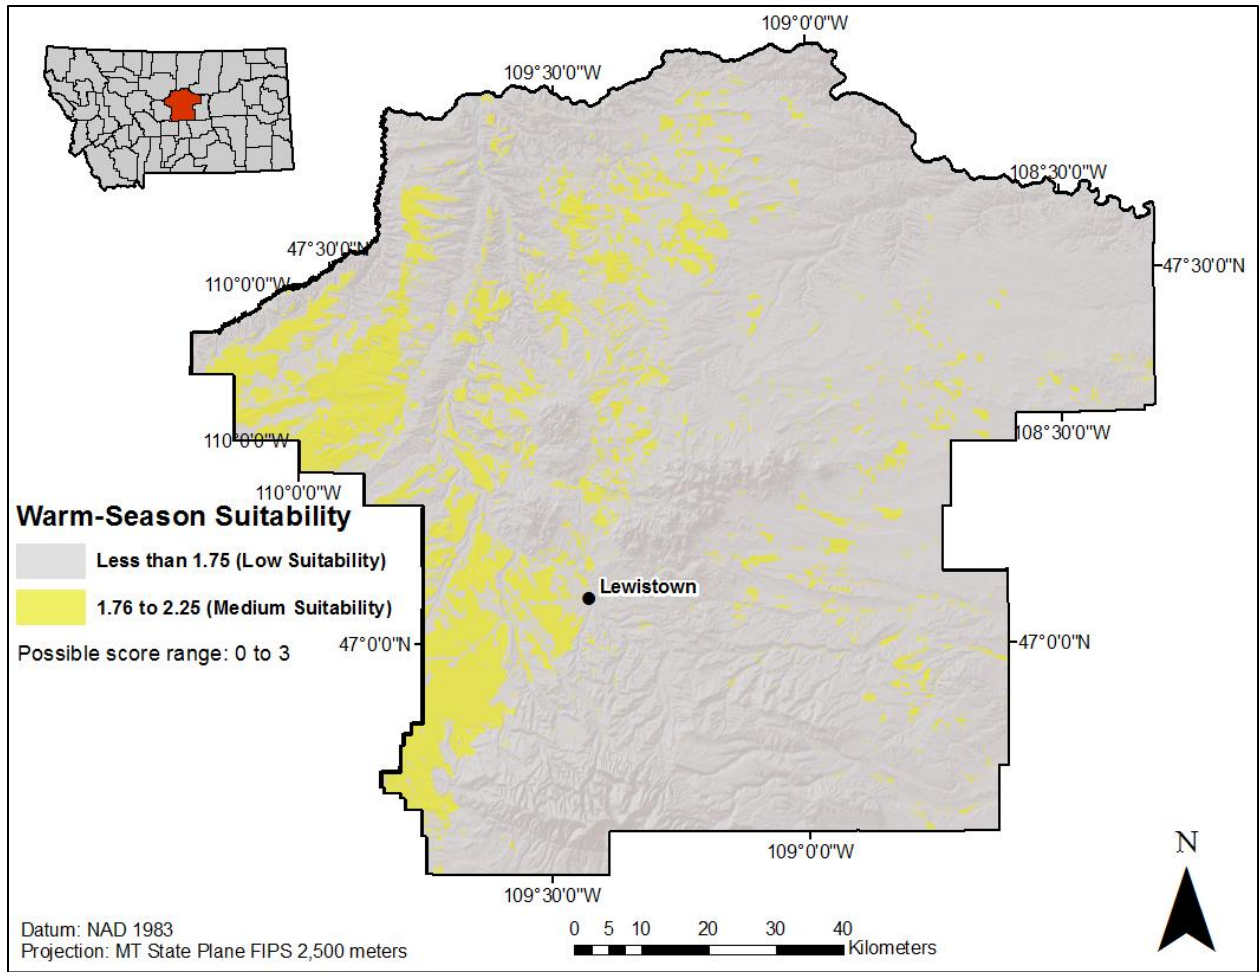 109°0'0"W
109°30'0"W
108°30'0"W
47°30'0"N
47°30'0"N
110°0'0"W
110°0'0"W
108°30'0"W
110°0'0"W
Warm-Season Suitability
Less than 1.75 (Low Suitability)
1.76 to 2.25 (Medium Suitability)
Possible score range: 0 to 3
Lewistown
47°0'0"N
47°0'0"N
109°0'0"W
109°30'0"W
N
Datum: NAD 1983
Projection: MT State Plane FIPS 2,500 meters
0 5 10 20 30 40
Kilometers